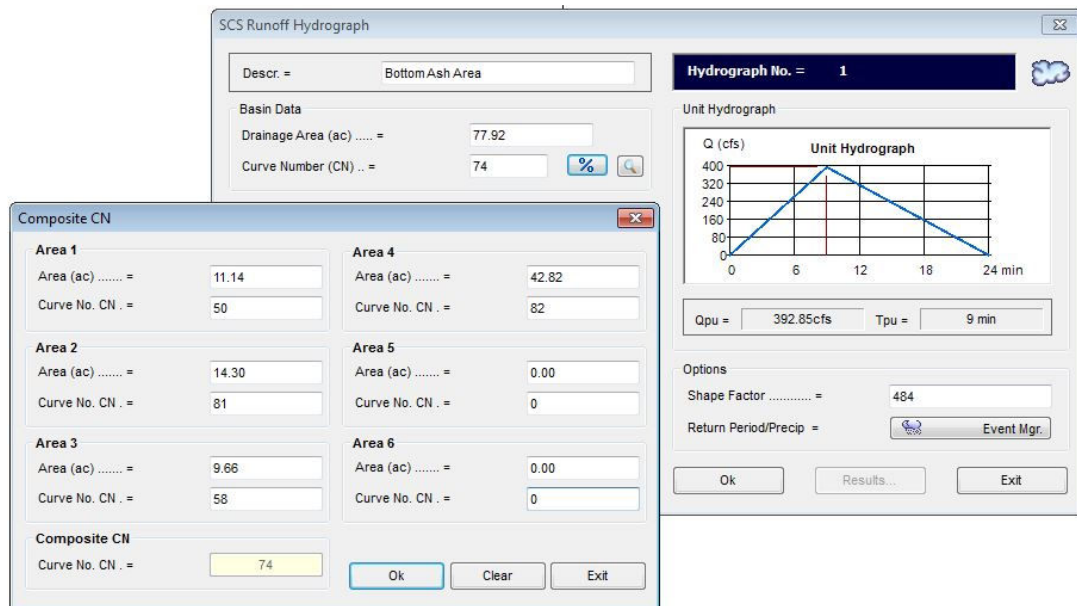 SCS Runoff Hydrograph
Descr. = Bottom Ash Area
Hydrograph No. = 1
Basin Data
Drainage Area (ac) ..... = 77.92
Curve Number (CN) .. = 74 %
Unit Hydrograph
Q (cfs) Unit Hydrograph
400
320
240
160
80
0
0 6 12 18 24 min
Qpu = 392.85cfs Tpu = 9 min
Options
Shape Factor ............ = 484
Return Period/Precip = Event Mgr.
Ok Results... Exit
Composite CN
Area 1
Area (ac) ....... = 11.14
Curve No. CN . = 50
Area 2
Area (ac) ....... = 14.30
Curve No. CN . = 81
Area 3
Area (ac) ....... = 9.66
Curve No. CN . = 58
Area 4
Area (ac) ....... = 42.82
Curve No. CN . = 82
Area 5
Area (ac) ....... = 0.00
Curve No. CN . = 0
Area 6
Area (ac) ....... = 0.00
Curve No. CN . = 0
Composite CN
Curve No. CN . = 74
Ok Clear Exit